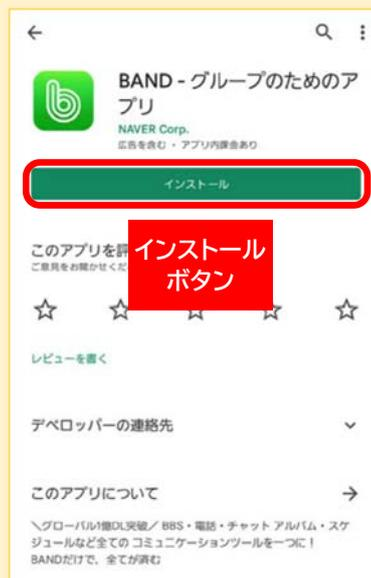 BAND - グループのためのア
プリ
NAVER Corp.
広告を含む・アプリ内課金あり
インストール
このアプリを評
ご意見をお聞かせくだ
インストール
ボタン
レビューを書く
デベロッパーの連絡先
このアプリについて
＼グローバル1億DL突破／ BBS・電話・チャット アルバム・スケ
ジュールなど全ての コミュニケーションツールを一つに！
BANDだけで、全てが済む